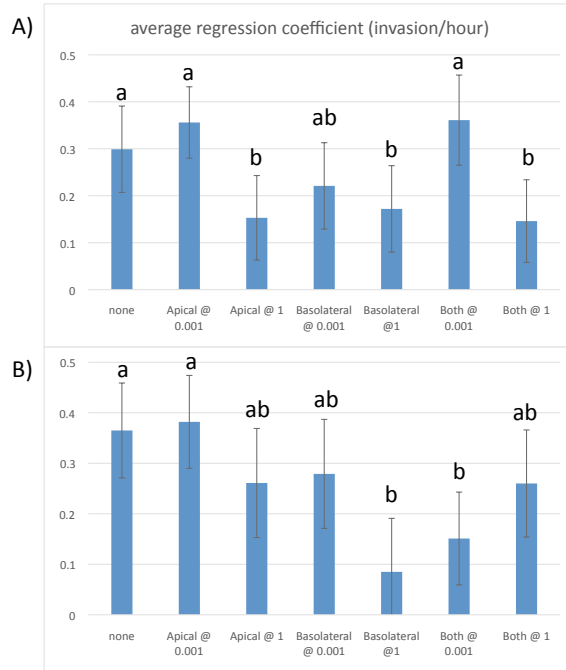 A)
average regression coefficient (invasion/hour)
0.5
0.4
0.3
0.2
0.1
0
a
a
b
ab
b
a
b
none
Apical @
0.001
Apical @ 1
Basolateral
@ 0.001
Basolateral
@1
Both @
0.001
Both @ 1
B)
0.5
0.4
0.3
0.2
0.1
0
a
a
ab
ab
b
b
ab
none
Apical @
0.001
Apical @ 1
Basolateral
@ 0.001
Basolateral
@1
Both @
0.001
Both @ 1